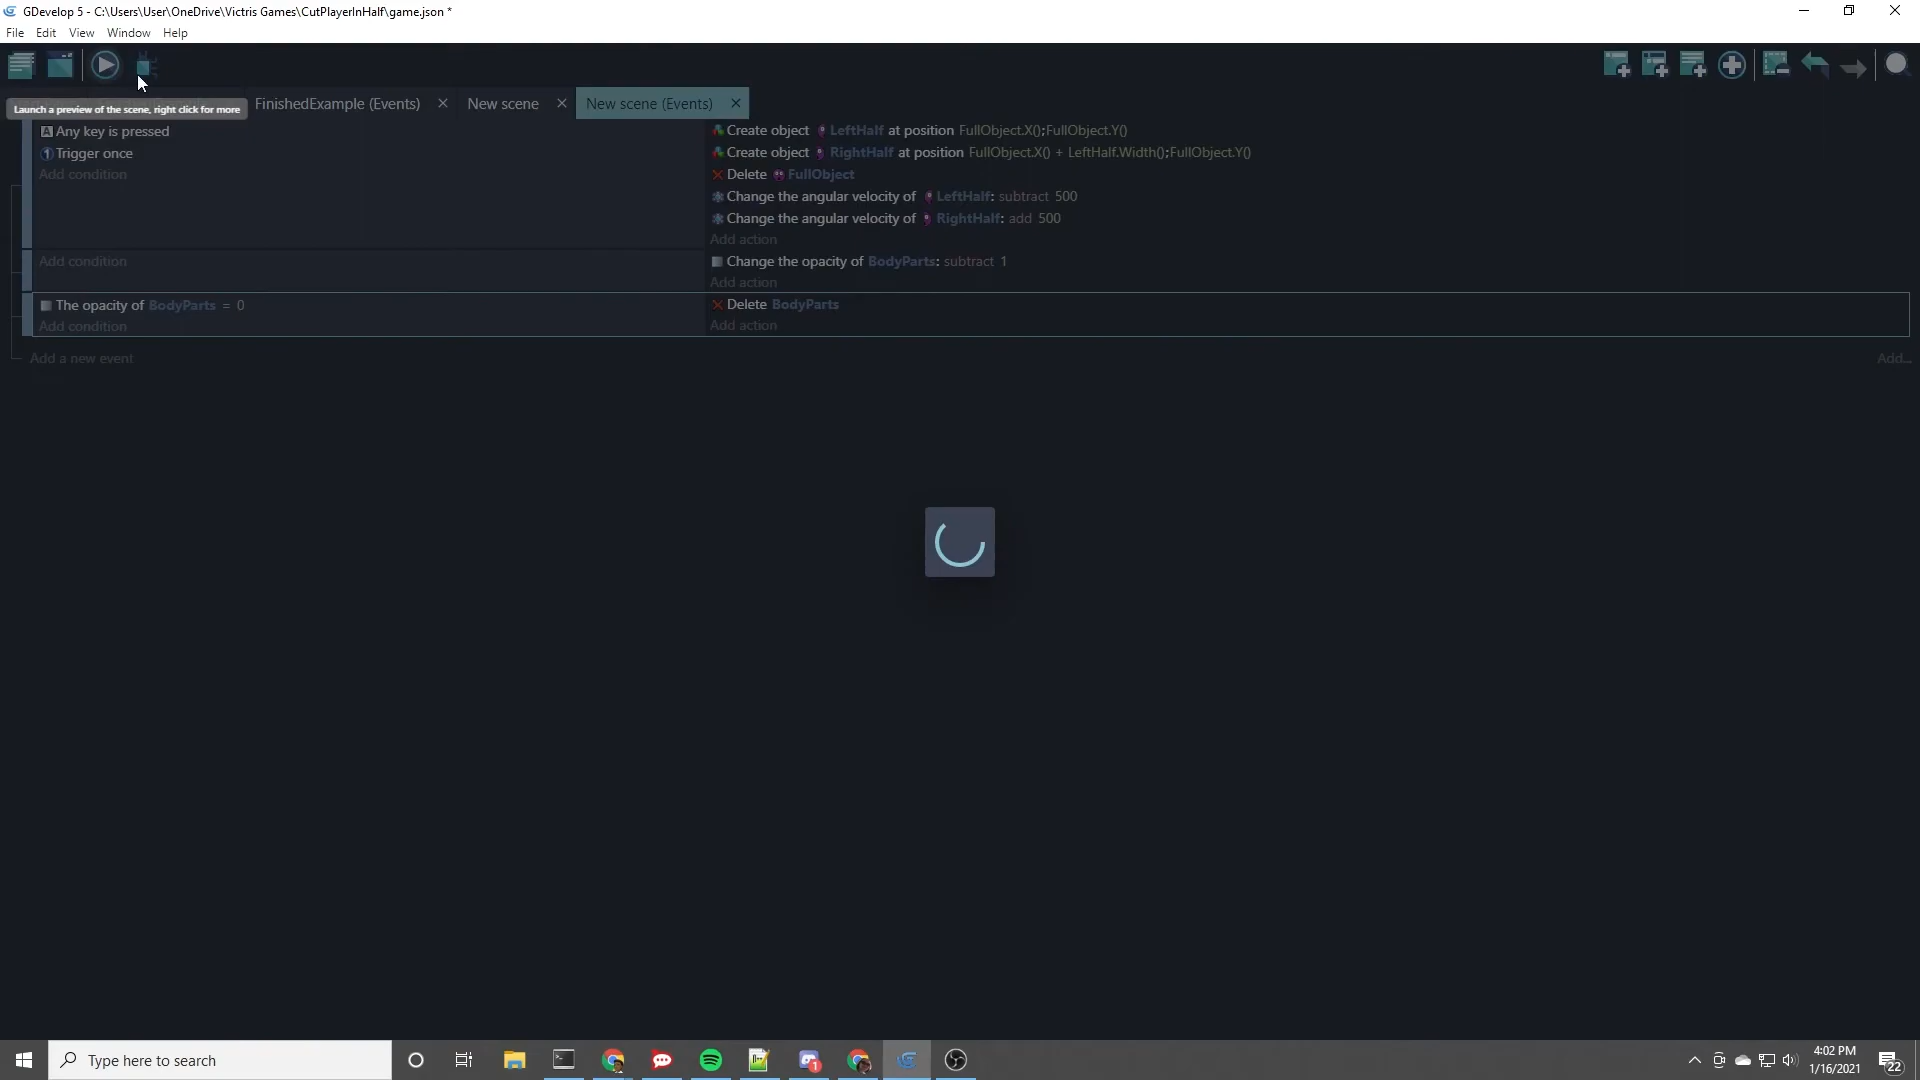 GDevelop 5 - C:\Users\User\OneDrive\Victris Games\CutPlayerInHalf\game.json *
File Edit View Window Help
Launch a preview of the scene, right click for more
FinishedExample (Events) New scene New scene (Events)
Any key is pressed
Trigger once
Add condition
Create object LeftHalf at position FullObject.X();FullObject.Y()
Create object RightHalf at position FullObject.X() + LeftHalf.Width();FullObject.Y()
Delete FullObject
Change the angular velocity of LeftHalf: subtract 500
Change the angular velocity of RightHalf: add 500
Add action
Add condition
Change the opacity of BodyParts: subtract 1
Add action
The opacity of BodyParts = 0
Add condition
Delete BodyParts
Add action
Add a new event
Add...
Type here to search
1
4:02 PM
1/16/2021
22